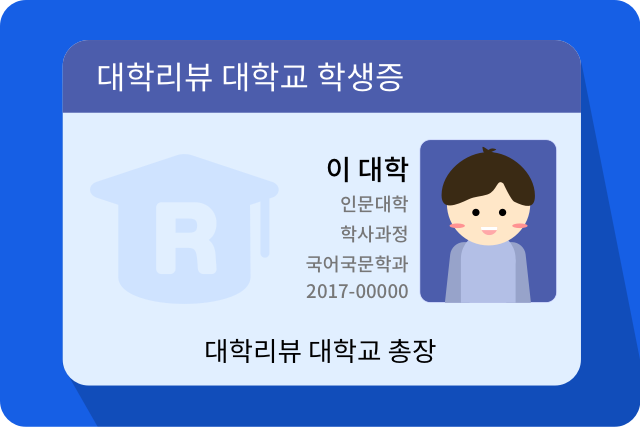 대학리뷰 대학교 학생증
이 대학
인문대학
학사과정
국어국문학과
2017-00000
R
대학리뷰 대학교 총장